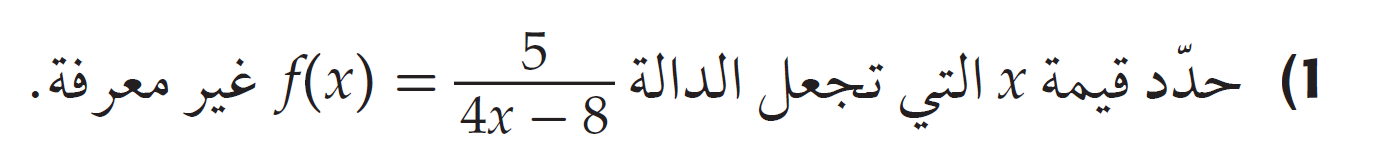 (1 حدّد قيمة x التي تجعل الدالة f(x) = 5/(4x − 8) غير معرفة.